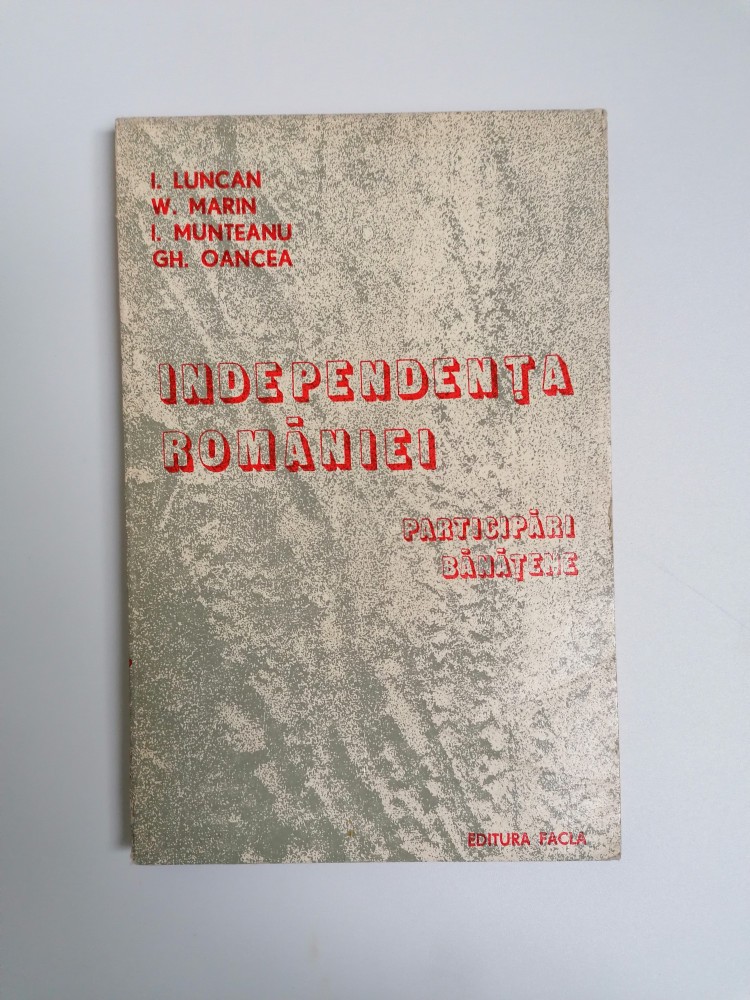 I. LUNCAN
W. MARIN
I. MUNTEANU
GH. OANCEA
INDEPENDENȚA
ROMÂNIEI
PARTICIPĂRI
BĂNĂȚENE
EDITURA FACLA